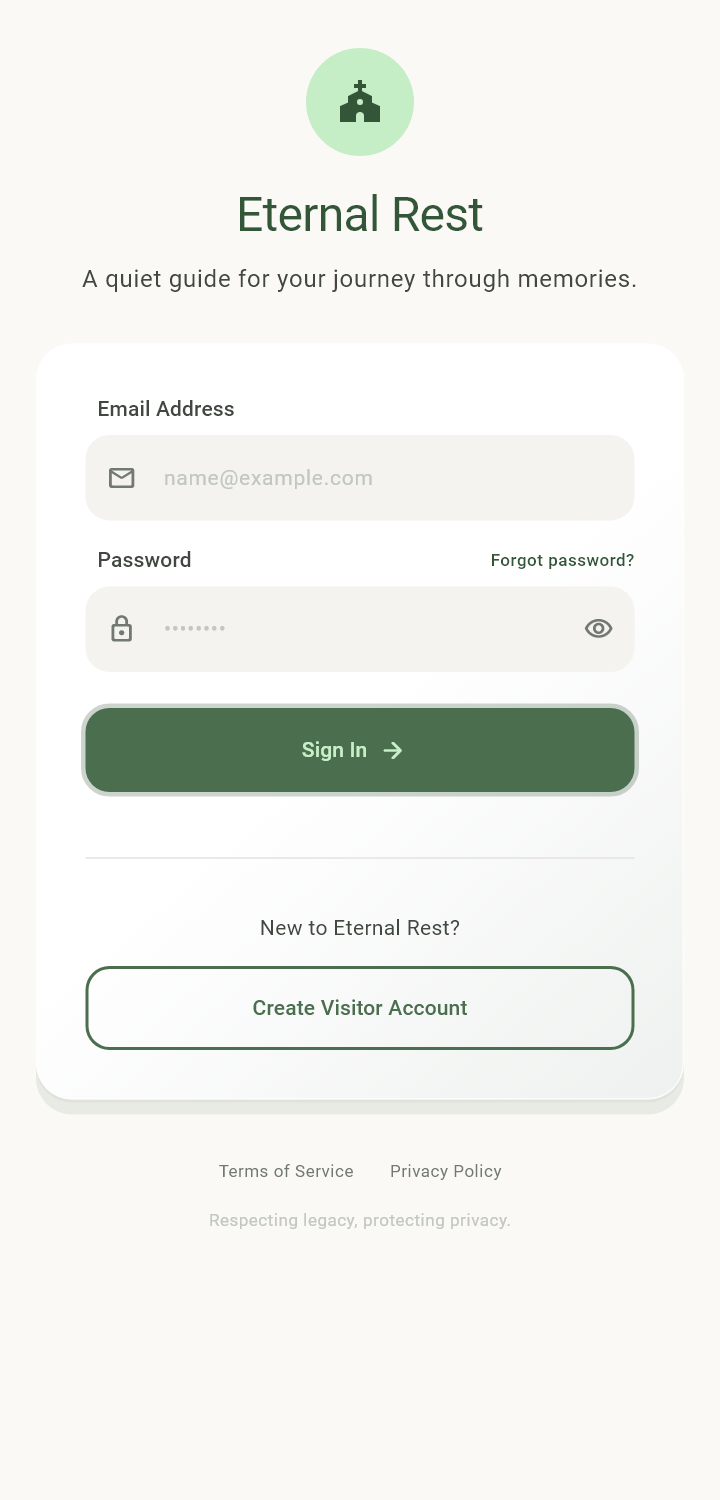 Eternal Rest
A quiet guide for your journey through memories.
Email Address
name@example.com
Password
Forgot password?
••••••••
Sign In
New to Eternal Rest?
Create Visitor Account
Terms of Service
Privacy Policy
Respecting legacy, protecting privacy.